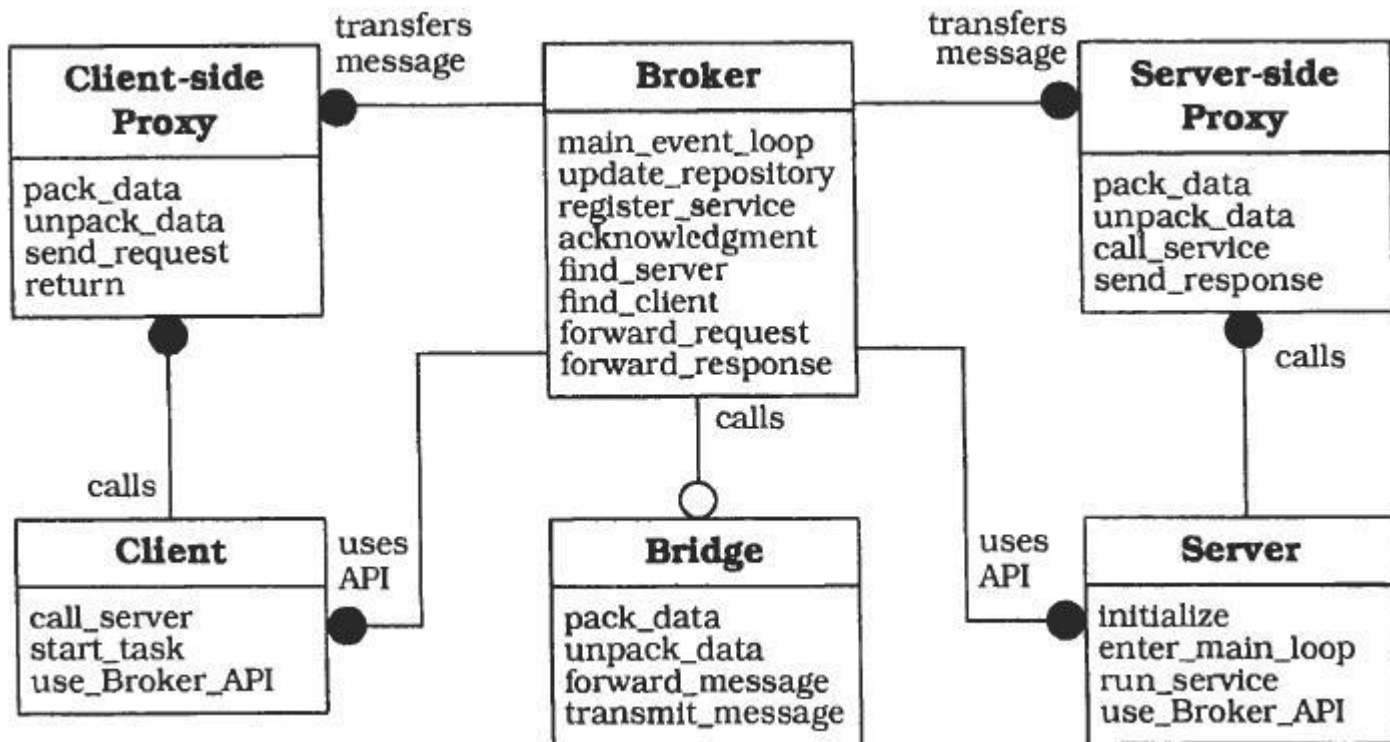 transfers
message
transfers
message
Client-side
Proxy
pack_data
unpack_data
send_request
return
Broker
main_event_loop
update_repository
register_service
acknowledgment
find_server
find_client
forward_request
forward_response
Server-side
Proxy
pack_data
unpack_data
call_service
send_response
calls
calls
calls
Client
call_server
start_task
use_Broker_API
uses
API
Bridge
pack_data
unpack_data
forward_message
transmit_message
uses
API
Server
initialize
enter_main_loop
run_service
use_Broker_API